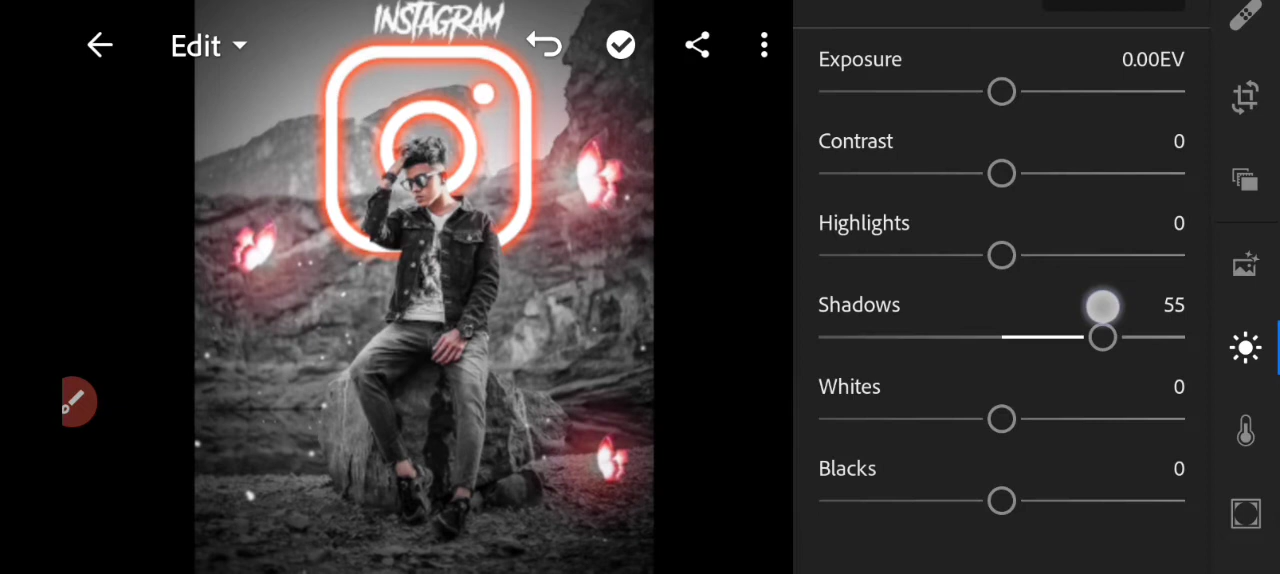 INSTAGRAM
Edit
Exposure 0.00EV
Contrast 0
Highlights 0
Shadows 55
Whites 0
Blacks 0